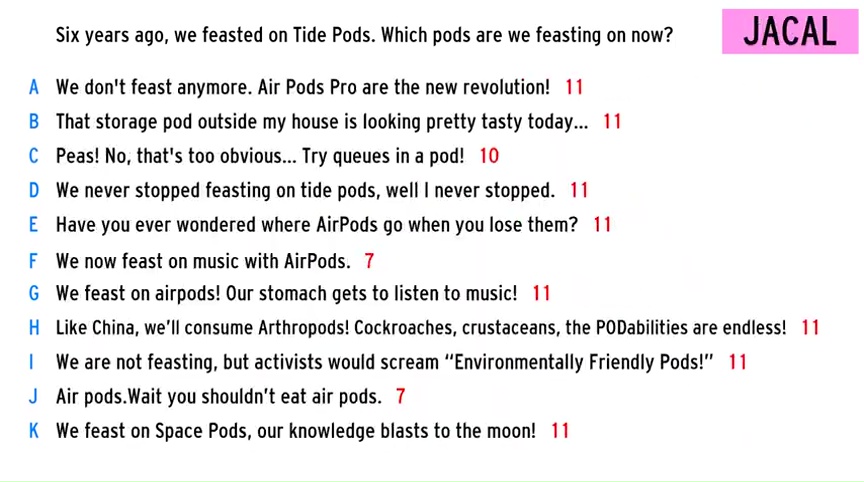 Six years ago, we feasted on Tide Pods. Which pods are we feasting on now?
JACAL
A We don't feast anymore. Air Pods Pro are the new revolution! 11
B That storage pod outside my house is looking pretty tasty today... 11
C Peas! No, that's too obvious... Try queues in a pod! 10
D We never stopped feasting on tide pods, well I never stopped. 11
E Have you ever wondered where AirPods go when you lose them? 11
F We now feast on music with AirPods. 7
G We feast on airpods! Our stomach gets to listen to music! 11
H Like China, we'll consume Arthropods! Cockroaches, crustaceans, the PODabilities are endless! 11
I We are not feasting, but activists would scream “Environmentally Friendly Pods!” 11
J Air pods.Wait you shouldn't eat air pods. 7
K We feast on Space Pods, our knowledge blasts to the moon! 11